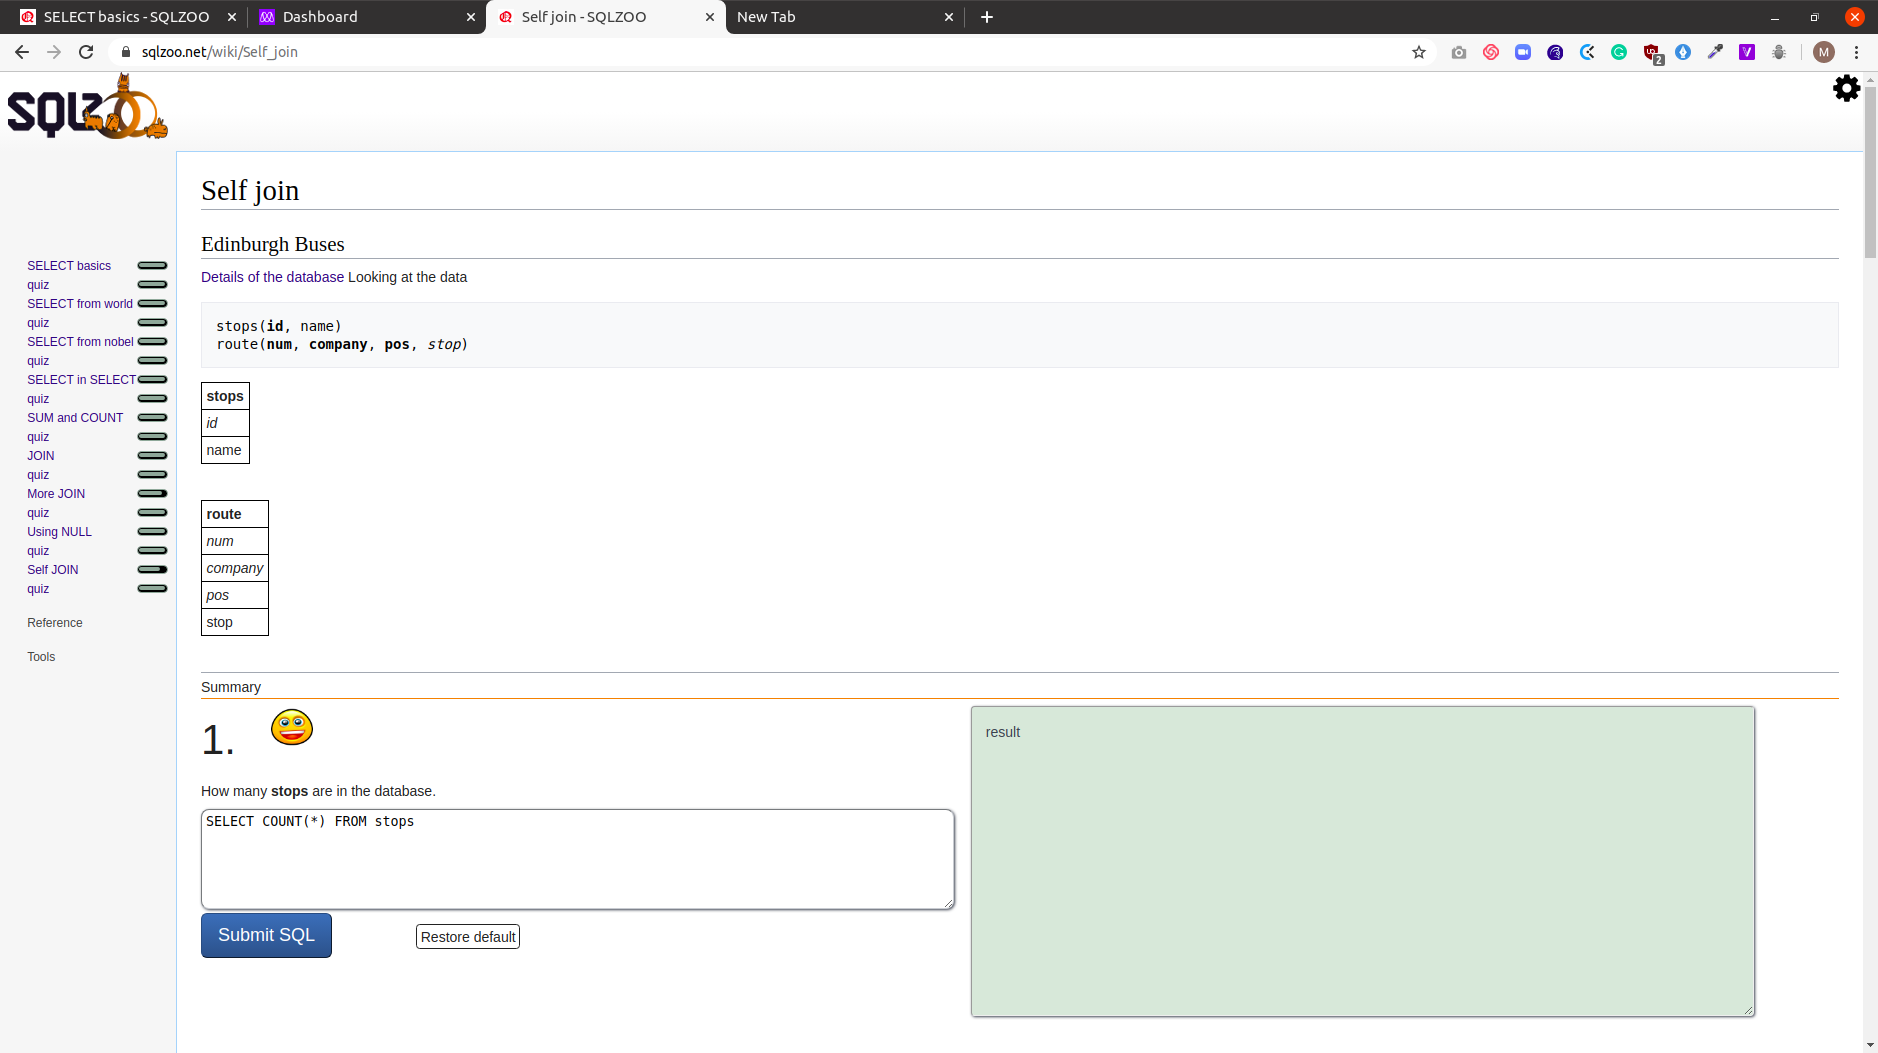 SELECT basics - SQLZOO
Dashboard
Self join - SQLZOO
New Tab
sqlzoo.net/wiki/Self_join
2
M
SQLZOO
Self join
Edinburgh Buses
Details of the database Looking at the data
stops(id, name)
route(num, company, pos, stop)
stops
id
name
route
num
company
pos
stop
SELECT basics
quiz
SELECT from world
quiz
SELECT from nobel
quiz
SELECT in SELECT
quiz
SUM and COUNT
quiz
JOIN
quiz
More JOIN
quiz
Using NULL
quiz
Self JOIN
quiz
Reference
Tools
Summary
1.
How many stops are in the database.
SELECT COUNT(*) FROM stops
Submit SQL
Restore default
result